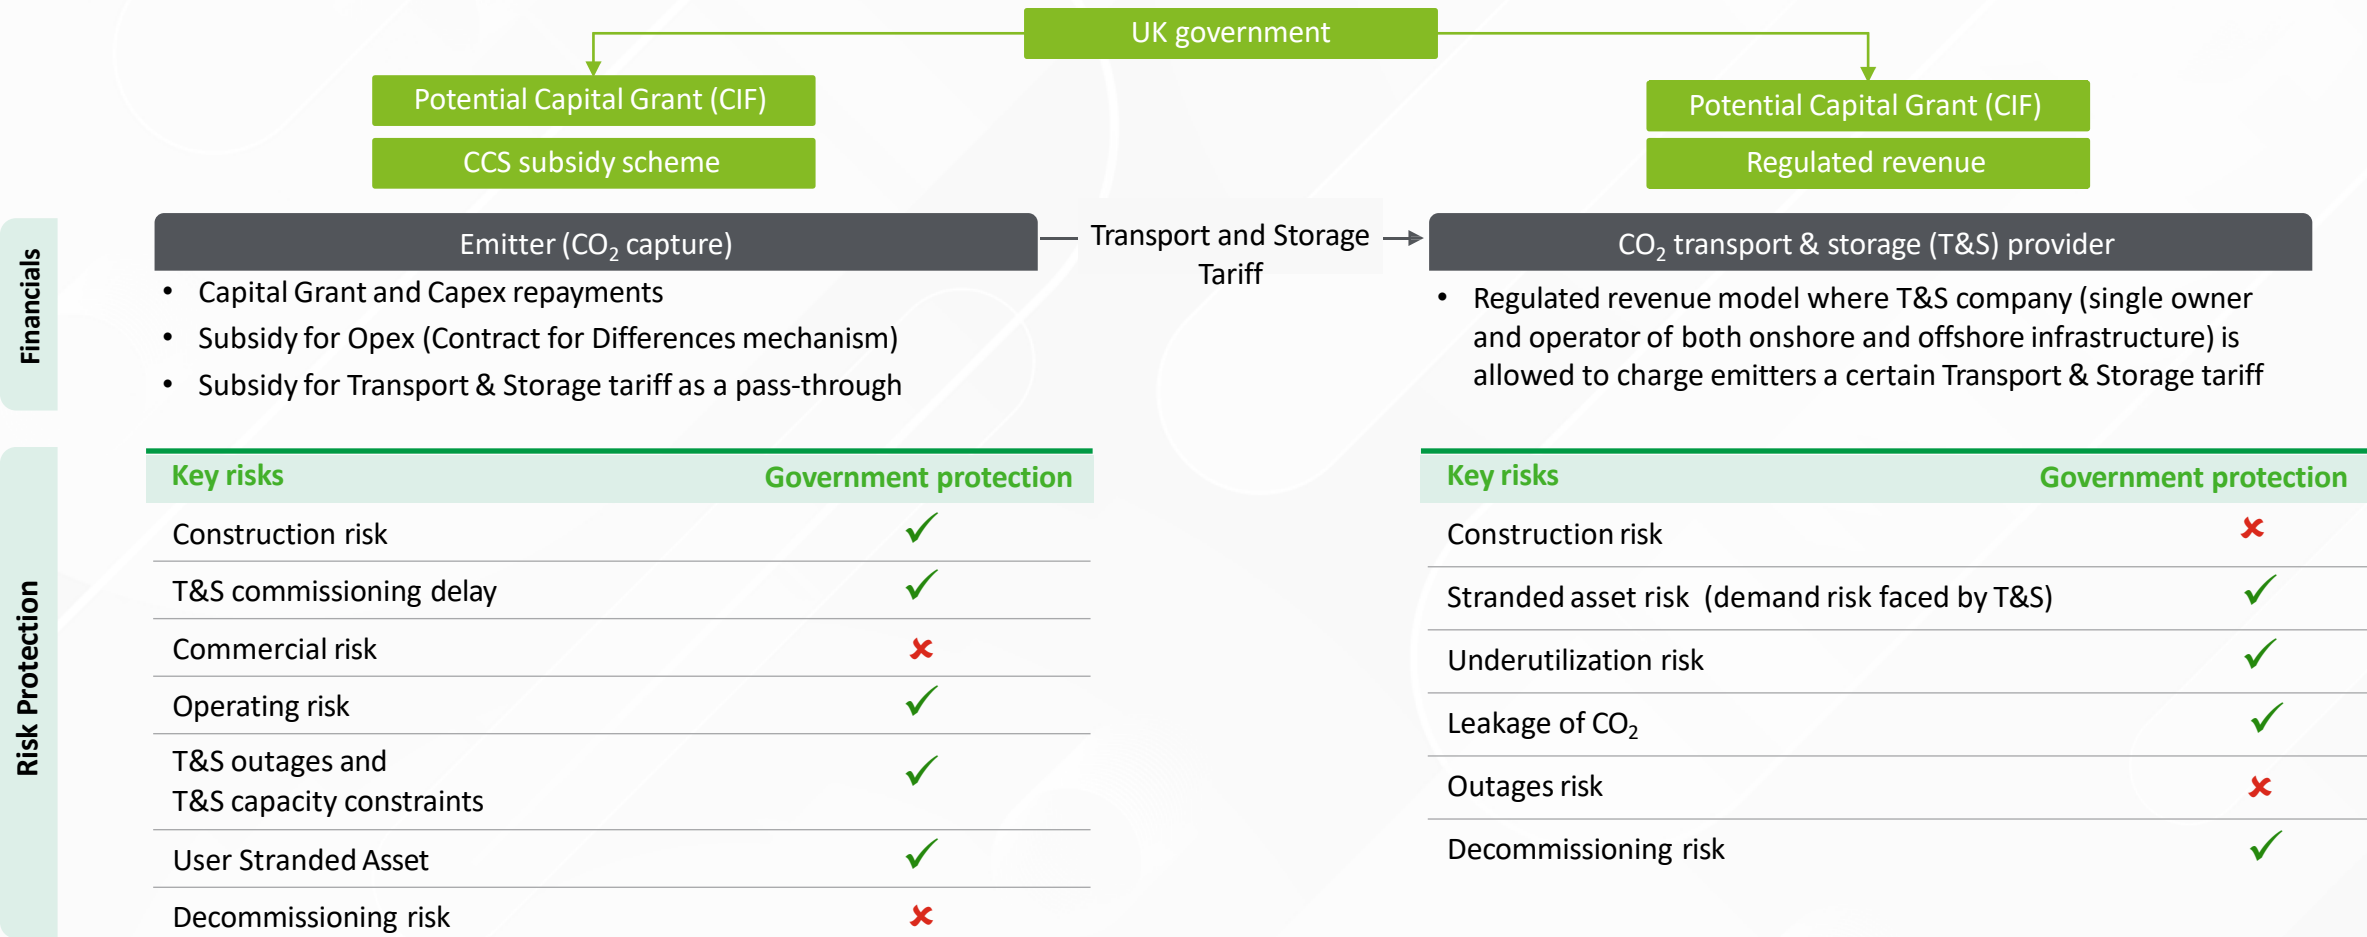 UK government
Potential Capital Grant (CIF)
CCS subsidy scheme
Potential Capital Grant (CIF)
Regulated revenue
Financials
Emitter (CO₂ capture)
• Capital Grant and Capex repayments
• Subsidy for Opex (Contract for Differences mechanism)
• Subsidy for Transport & Storage tariff as a pass-through
Transport and Storage
Tariff
CO₂ transport & storage (T&S) provider
• Regulated revenue model where T&S company (single owner
and operator of both onshore and offshore infrastructure) is
allowed to charge emitters a certain Transport & Storage tariff
Risk Protection
Key risks Government protection
Construction risk ✓
T&S commissioning delay ✓
Commercial risk ✘
Operating risk ✓
T&S outages and
T&S capacity constraints ✓
User Stranded Asset ✓
Decommissioning risk ✘
Key risks Government protection
Construction risk ✘
Stranded asset risk (demand risk faced by T&S) ✓
Underutilization risk ✓
Leakage of CO₂ ✓
Outages risk ✘
Decommissioning risk ✓